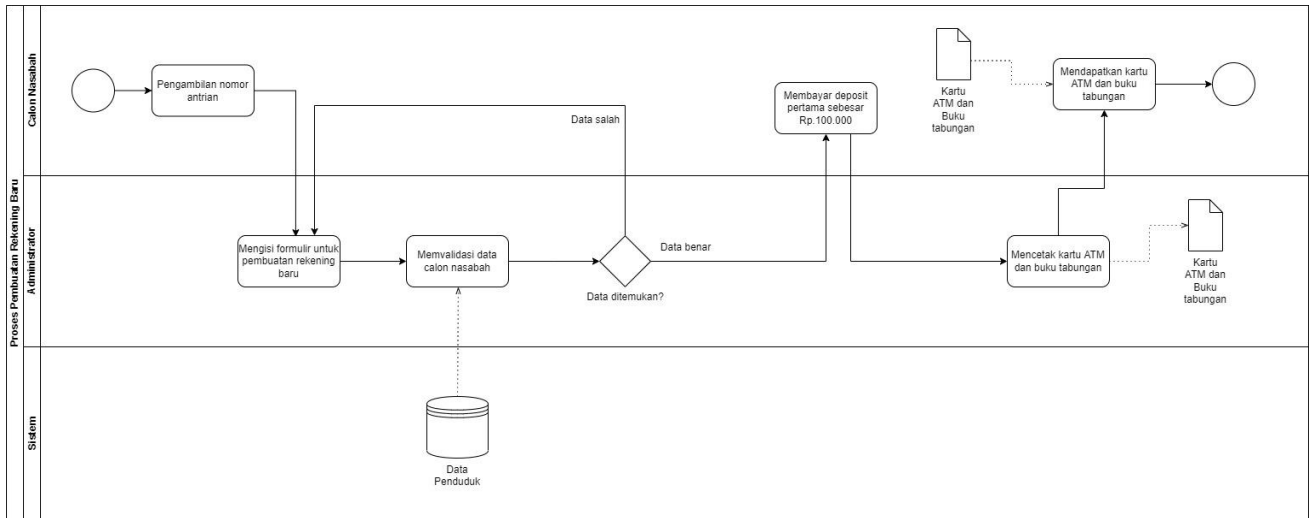 Proses Pembuatan Rekening Baru
Calon Nasabah
Pengambilan nomor
antrian
Data salah
Membayar deposit
pertama sebesar
Rp.100.000
Kartu
ATM dan
Buku
tabungan
Mendapatkan kartu
ATM dan buku
tabungan
Administrator
Mengisi formulir untuk
pembuatan rekening
baru
Memvalidasi data
calon nasabah
Data ditemukan?
Data benar
Mencetak kartu ATM
dan buku tabungan
Kartu
ATM dan
Buku
tabungan
Sistem
Data
Penduduk